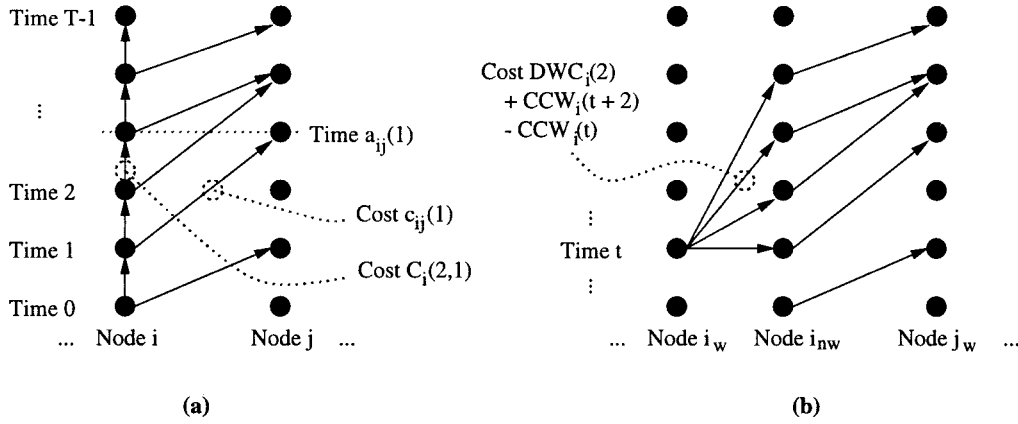 Time T-1
...
Time 2
Time 1
Time 0
Time a_ij(1)
Cost c_ij(1)
Cost C_i(2,1)
... Node i Node j ...
(a)
Cost DWC_i(2)
+ CCW_i(t + 2)
- CCW_i(t)
...
Time t
...
... Node i_w Node i_nw Node j_w ...
(b)